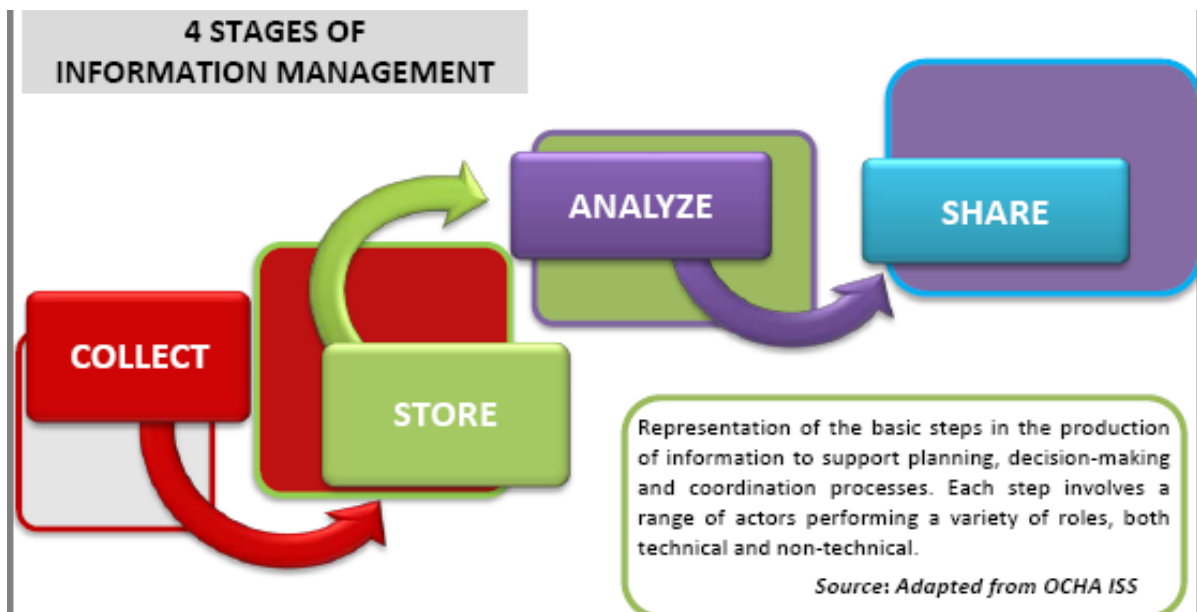 4 STAGES OF
INFORMATION MANAGEMENT
COLLECT
STORE
ANALYZE
SHARE
Representation of the basic steps in the production
of information to support planning, decision-making
and coordination processes. Each step involves a
range of actors performing a variety of roles, both
technical and non-technical.
Source: Adapted from OCHA ISS